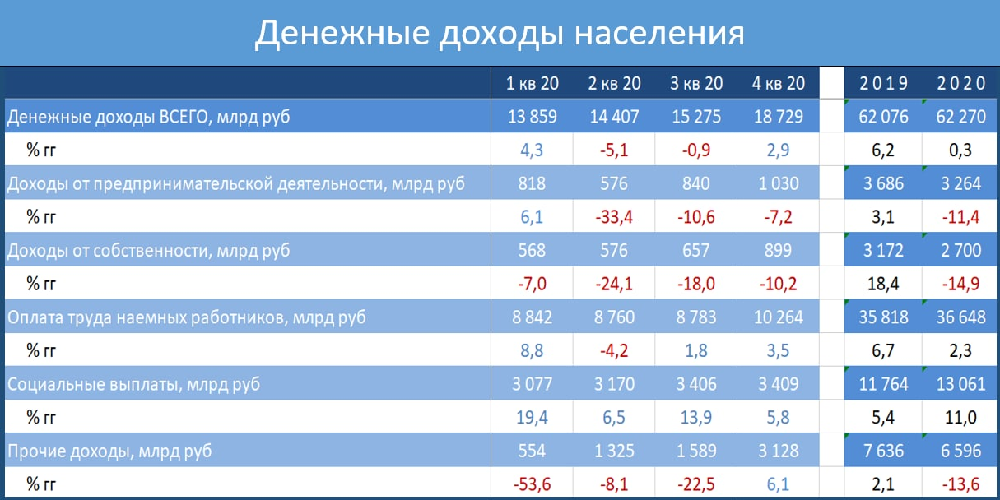 Денежные доходы населения
1 кв 20 2 кв 20 3 кв 20 4 кв 20 2 0 1 9 2 0 2 0
Денежные доходы ВСЕГО, млрд руб 13 859 14 407 15 275 18 729 62 076 62 270
% гг 4,3 -5,1 -0,9 2,9 6,2 0,3
Доходы от предпринимательской деятельности, млрд руб 818 576 840 1 030 3 686 3 264
% гг 6,1 -33,4 -10,6 -7,2 3,1 -11,4
Доходы от собственности, млрд руб 568 576 657 899 3 172 2 700
% гг -7,0 -24,1 -18,0 -10,2 18,4 -14,9
Оплата труда наемных работников, млрд руб 8 842 8 760 8 783 10 264 35 818 36 648
% гг 8,8 -4,2 1,8 3,5 6,7 2,3
Социальные выплаты, млрд руб 3 077 3 170 3 406 3 409 11 764 13 061
% гг 19,4 6,5 13,9 5,8 5,4 11,0
Прочие доходы, млрд руб 554 1 325 1 589 3 128 7 636 6 596
% гг -53,6 -8,1 -22,5 6,1 2,1 -13,6